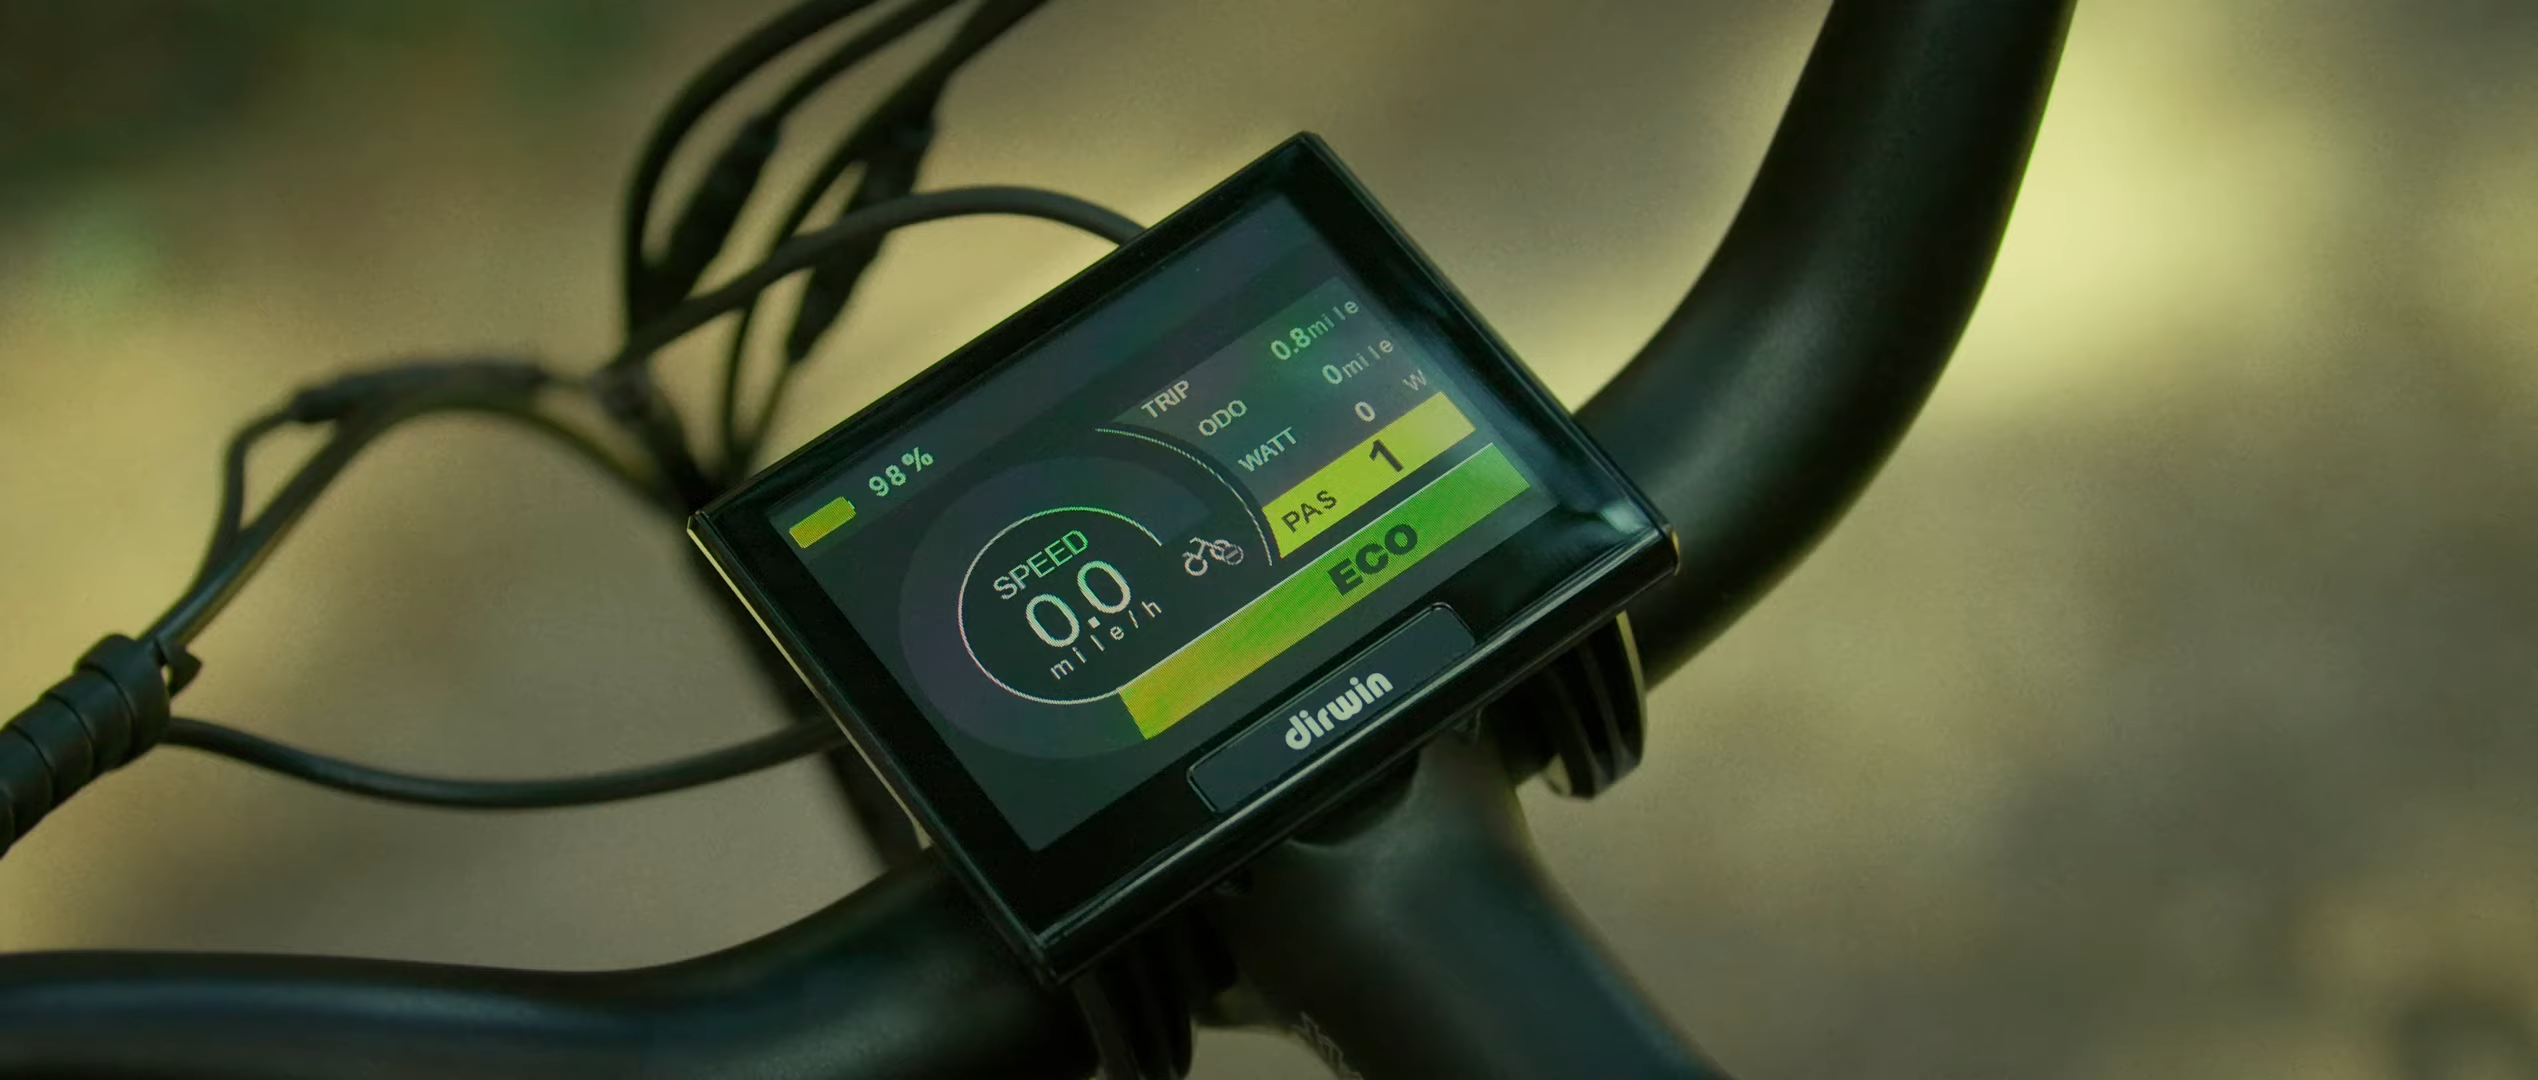 98%
TRIP 0.8mile
ODO 0mile
WATT 0 W
PAS 1
SPEED
0.0
mile/h
ECO
dirwin